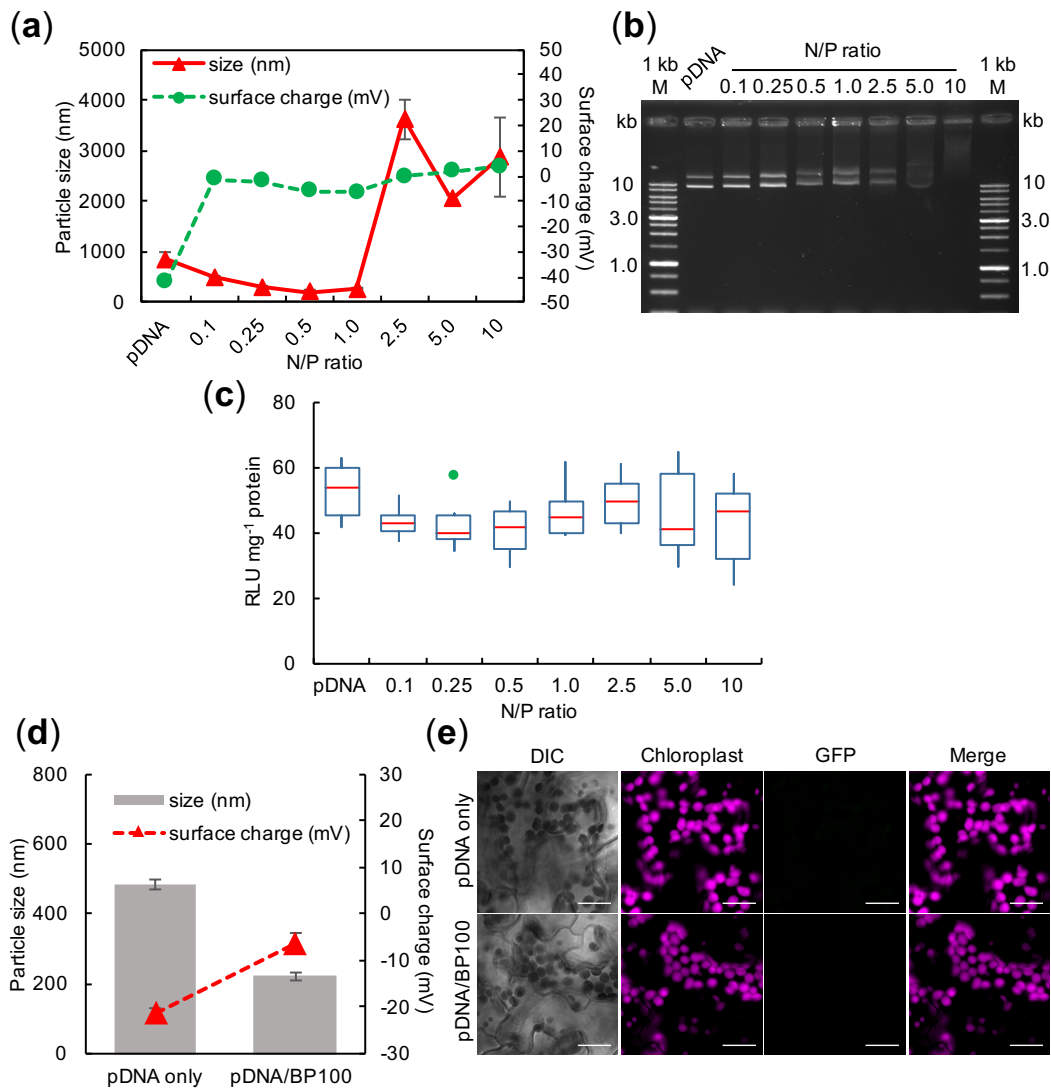 (a)
5000
4000
3000
2000
1000
0
Particle size (nm)
size (nm)
surface charge (mV)
50
40
30
20
10
0
-10
-20
-30
-40
-50
Surface charge (mV)
pDNA 0.1 0.25 0.5 1.0 2.5 5.0 10
N/P ratio
(b)
N/P ratio
1 kb
M
pDNA
0.1 0.25 0.5 1.0 2.5 5.0 10
1 kb
M
kb
10
3.0
1.0
kb
10
3.0
1.0
(c)
80
60
40
20
0
RLU mg⁻¹ protein
pDNA 0.1 0.25 0.5 1.0 2.5 5.0 10
N/P ratio
(d)
800
600
400
200
0
Particle size (nm)
size (nm)
surface charge (mV)
30
20
10
0
-10
-20
-30
Surface charge (mV)
pDNA only pDNA/BP100
(e)
DIC Chloroplast GFP Merge
pDNA only
pDNA/BP100